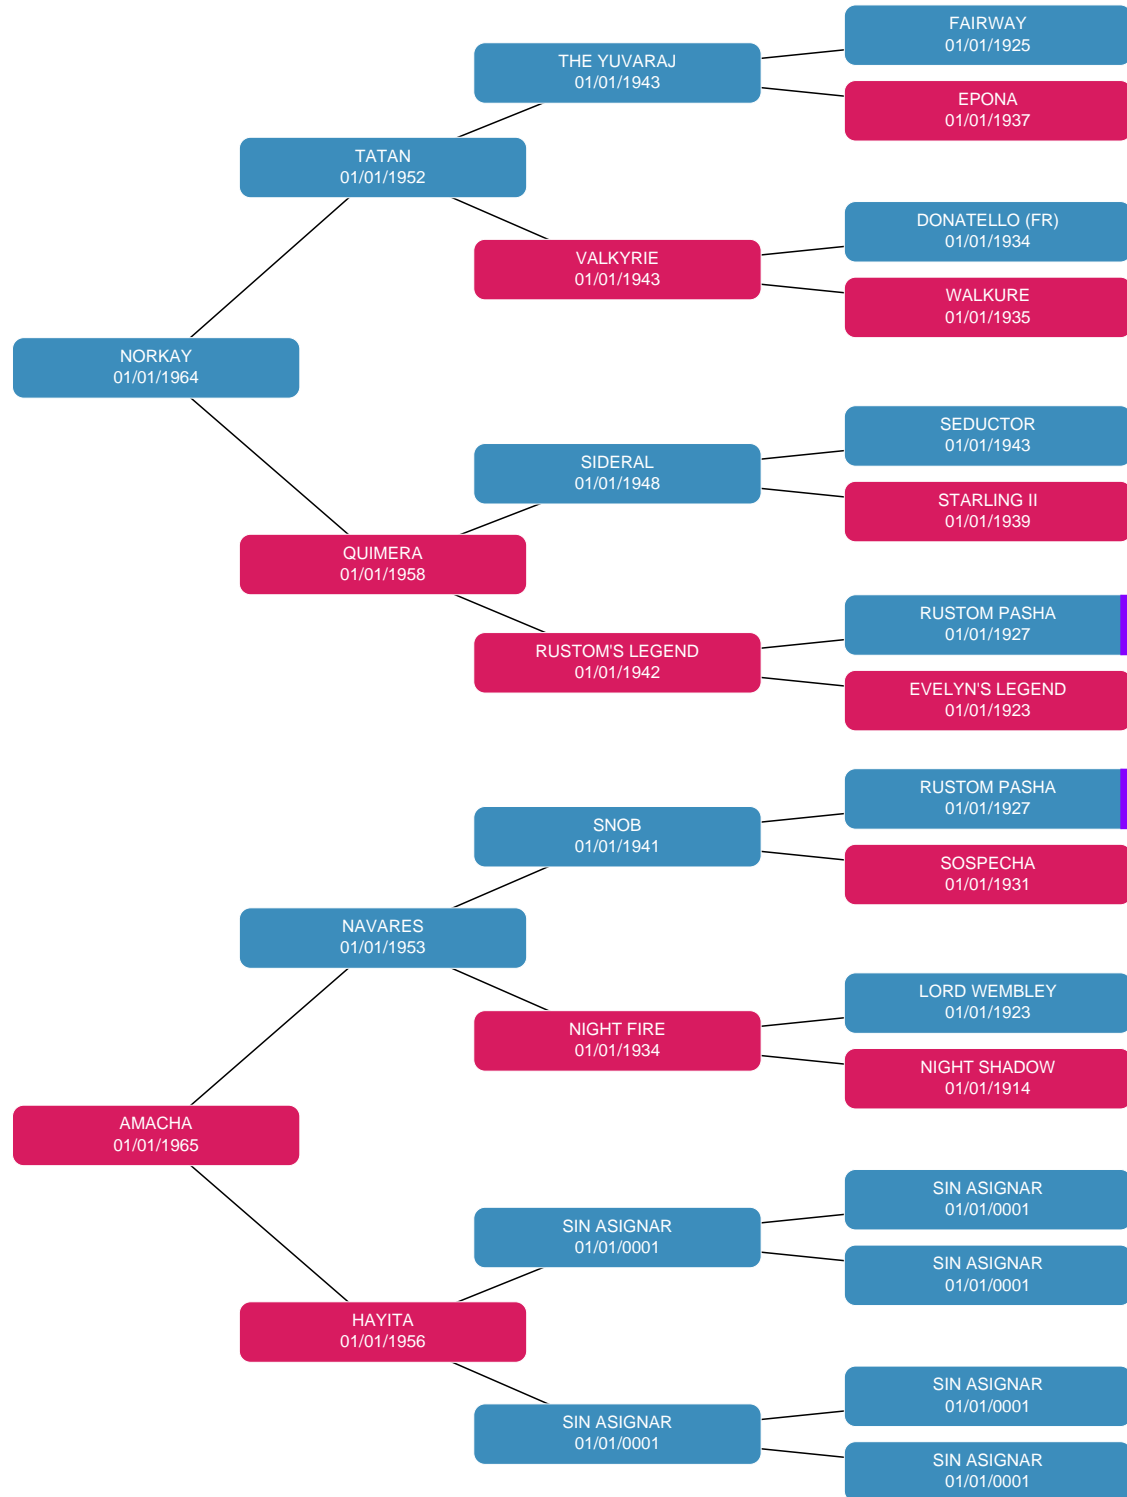 FAIRWAY
01/01/1925
THE YUVARAJ
01/01/1943
EPONA
01/01/1937
TATAN
01/01/1952
DONATELLO (FR)
01/01/1934
VALKYRIE
01/01/1943
WALKURE
01/01/1935
NORKAY
01/01/1964
SEDUCTOR
01/01/1943
SIDERAL
01/01/1948
STARLING II
01/01/1939
QUIMERA
01/01/1958
RUSTOM PASHA
01/01/1927
RUSTOM'S LEGEND
01/01/1942
EVELYN'S LEGEND
01/01/1923
RUSTOM PASHA
01/01/1927
SNOB
01/01/1941
SOSPECHA
01/01/1931
NAVARES
01/01/1953
LORD WEMBLEY
01/01/1923
NIGHT FIRE
01/01/1934
NIGHT SHADOW
01/01/1914
AMACHA
01/01/1965
SIN ASIGNAR
01/01/0001
SIN ASIGNAR
01/01/0001
SIN ASIGNAR
01/01/0001
HAYITA
01/01/1956
SIN ASIGNAR
01/01/0001
SIN ASIGNAR
01/01/0001
SIN ASIGNAR
01/01/0001